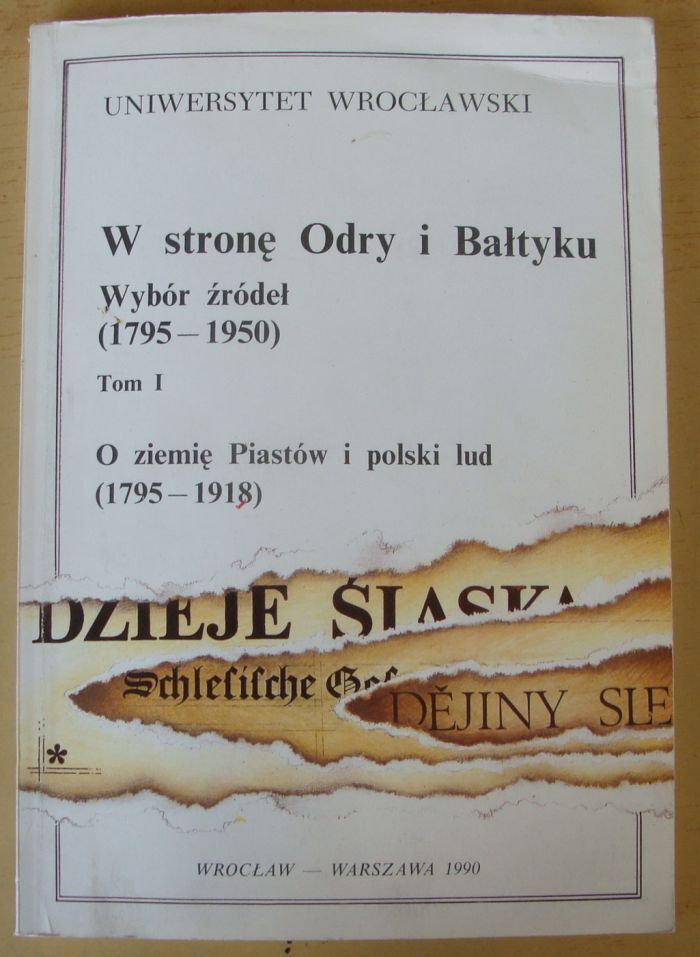 UNIWERSYTET WROCŁAWSKI
W stronę Odry i Bałtyku
Wybór źródeł
(1795 – 1950)
Tom I
O ziemię Piastów i polski lud
(1795 – 1918)
DZIEJE ŚLĄSKA
Schlesische Ges
DĚJINY SLE
*
WROCŁAW — WARSZAWA 1990